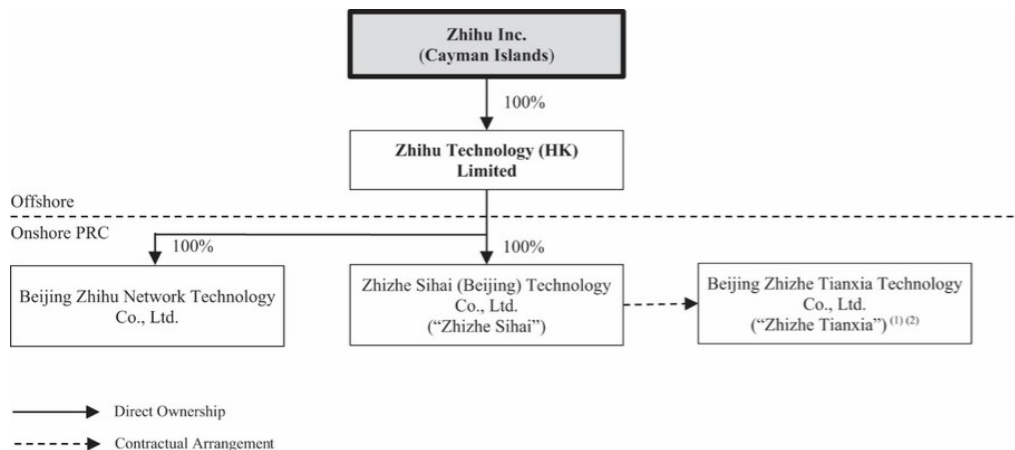 Zhihu Inc.
(Cayman Islands)
100%
Zhihu Technology (HK)
Limited
Offshore
Onshore PRC
100%
100%
Beijing Zhihu Network Technology
Co., Ltd.
Zhizhe Sihai (Beijing) Technology
Co., Ltd.
(“Zhizhe Sihai”)
Beijing Zhizhe Tianxia Technology
Co., Ltd.
(“Zhizhe Tianxia”) (1) (2)
Direct Ownership
Contractual Arrangement